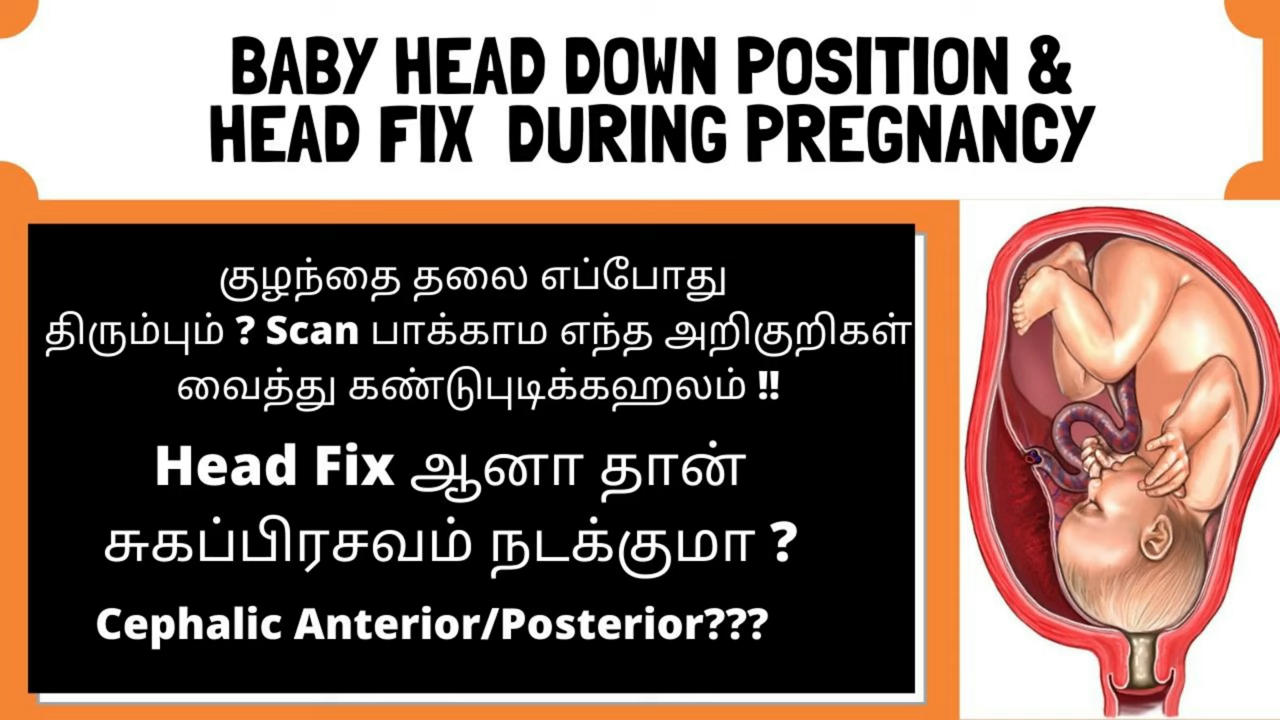 BABY HEAD DOWN POSITION &
HEAD FIX DURING PREGNANCY
குழந்தை தலை எப்போது
திரும்பும் ? Scan பாக்காம எந்த அறிகுறிகள்
வைத்து கண்டுபுடிக்கஹலம் !!
Head Fix ஆனா தான்
சுகப்பிரசவம் நடக்குமா ?
Cephalic Anterior/Posterior???